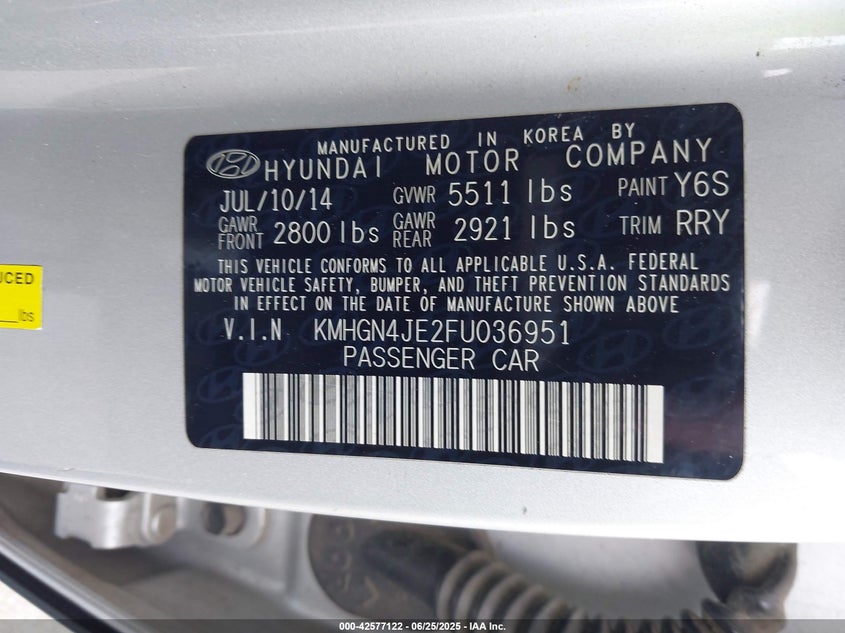 MANUFACTURED IN KOREA BY
HYUNDAI MOTOR COMPANY
JUL/10/14 GVWR 5511 lbs PAINT Y6S
GAWR FRONT 2800 lbs GAWR REAR 2921 lbs TRIM RRY
THIS VEHICLE CONFORMS TO ALL APPLICABLE U.S.A. FEDERAL
MOTOR VEHICLE SAFETY, BUMPER, AND THEFT PREVENTION STANDARDS
IN EFFECT ON THE DATE OF MANUFACTURE SHOWN ABOVE
V.I.N KMHGN4JE2FU036951
PASSENGER CAR
lbs
000-42577122 - 06/25/2025 - IAA Inc.